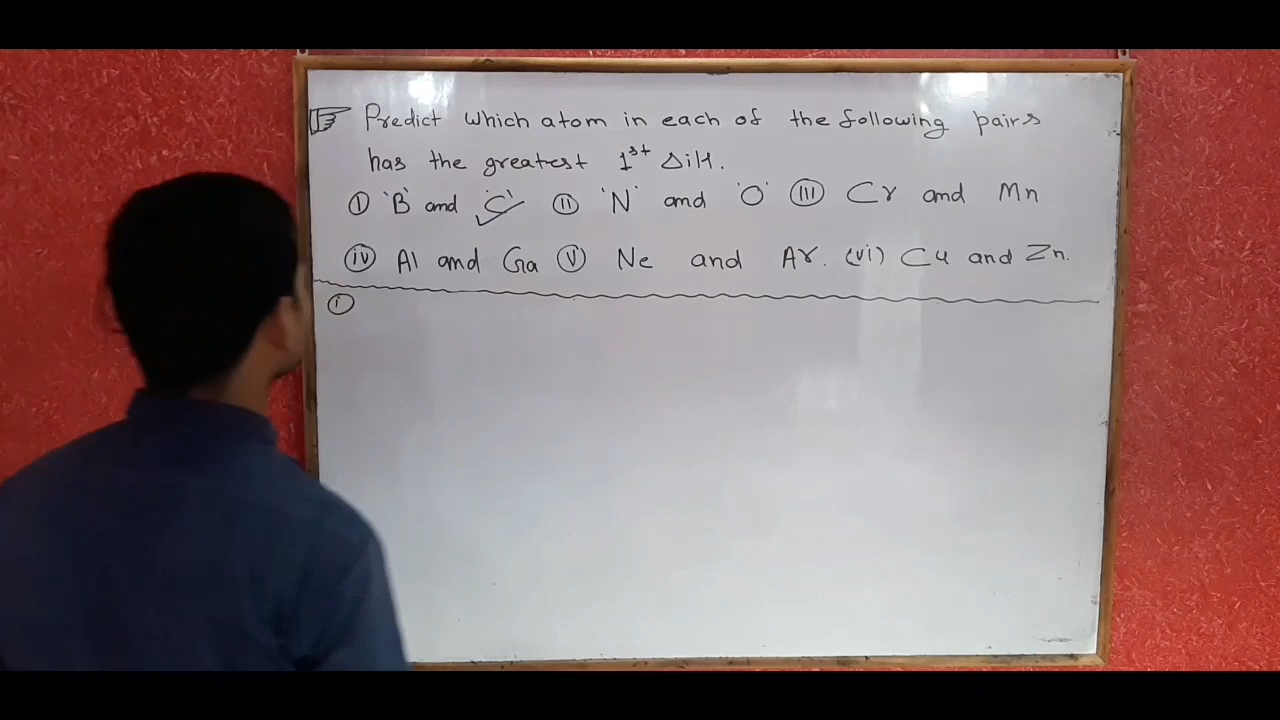 Predict which atom in each of the following pairs
has the greatest 1st ΔiH.
(i) 'B' and 'C' (ii) 'N' and 'O' (iii) Cr and Mn
(iv) Al and Ga (v) Ne and Ar. (vi) Cu and Zn.
(i)